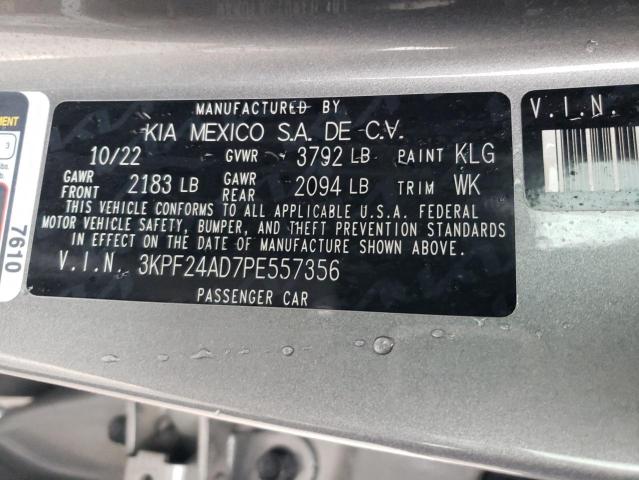 MANUFACTURED BY
KIA MEXICO S.A. DE C.V.
10/22 GVWR 3792 LB PAINT KLG
GAWR FRONT 2183 LB GAWR REAR 2094 LB TRIM WK
THIS VEHICLE CONFORMS TO ALL APPLICABLE U.S.A. FEDERAL
MOTOR VEHICLE SAFETY, BUMPER, AND THEFT PREVENTION STANDARDS
IN EFFECT ON THE DATE OF MANUFACTURE SHOWN ABOVE.
V.I.N. 3KPF24AD7PE557356
PASSENGER CAR
V.I.N.
7610
3